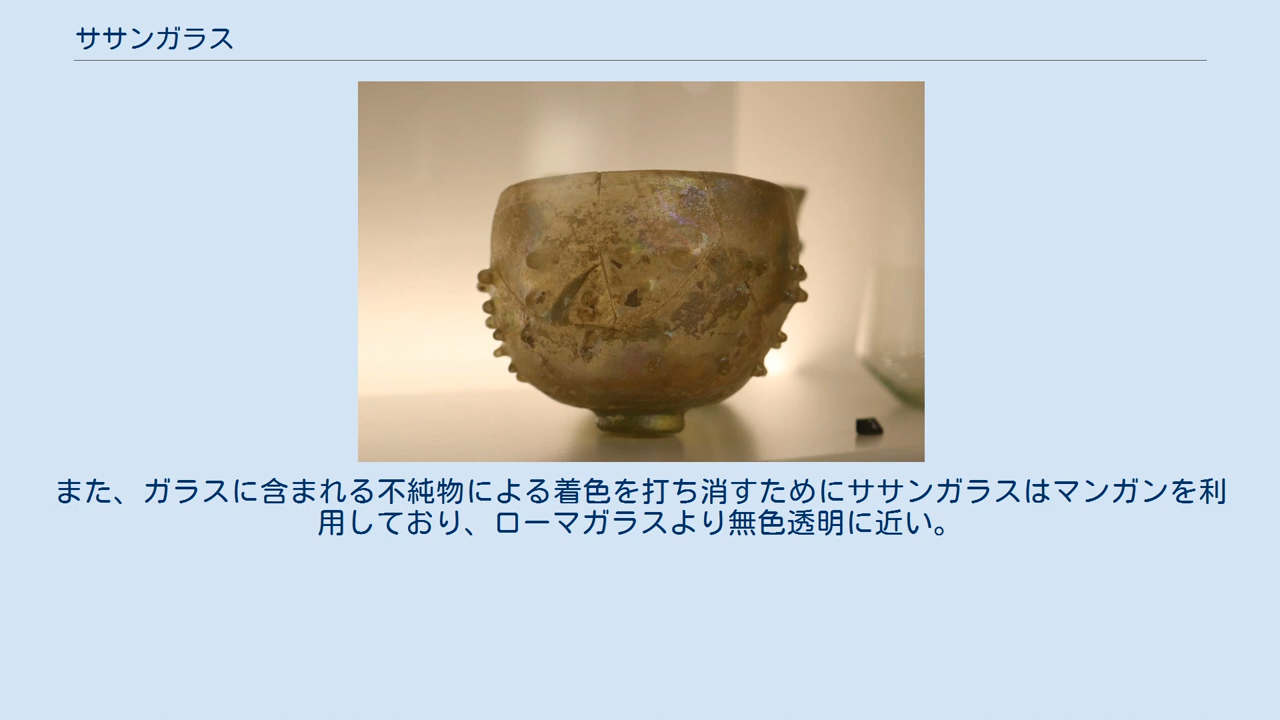 ササンガラス
また、ガラスに含まれる不純物による着色を打ち消すためにササンガラスはマンガンを利
用しており、ローマガラスより無色透明に近い。